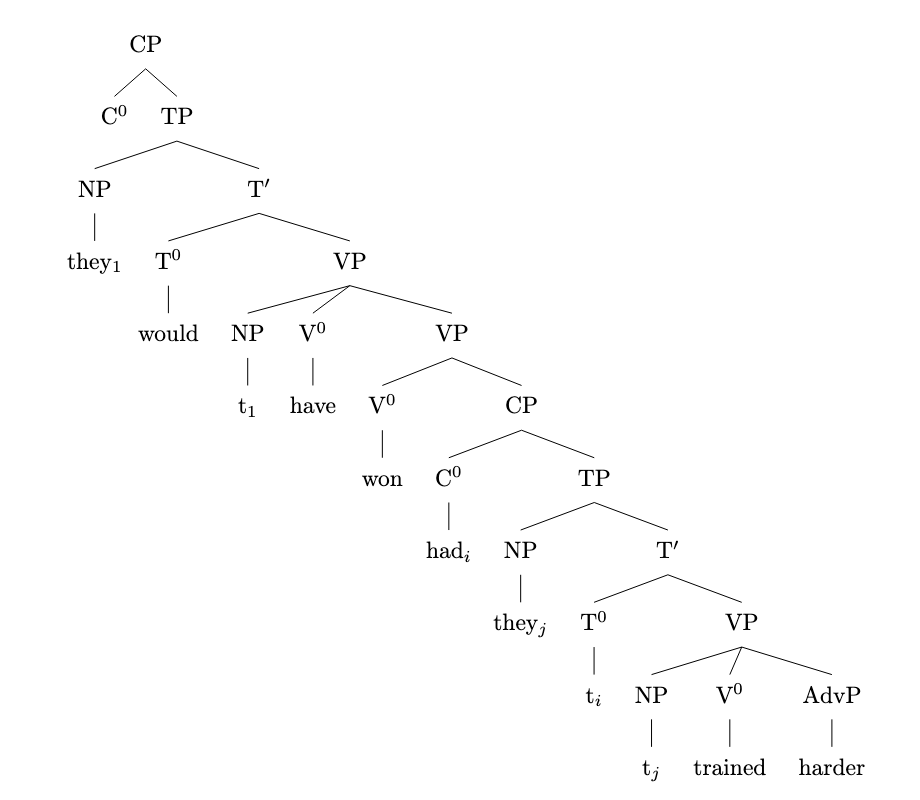 CP
C⁰ TP
NP T′
they₁ T⁰ VP
would NP V⁰ VP
t₁ have V⁰ CP
won C⁰ TP
hadᵢ NP T′
theyⱼ T⁰ VP
tᵢ NP V⁰ AdvP
tⱼ trained harder